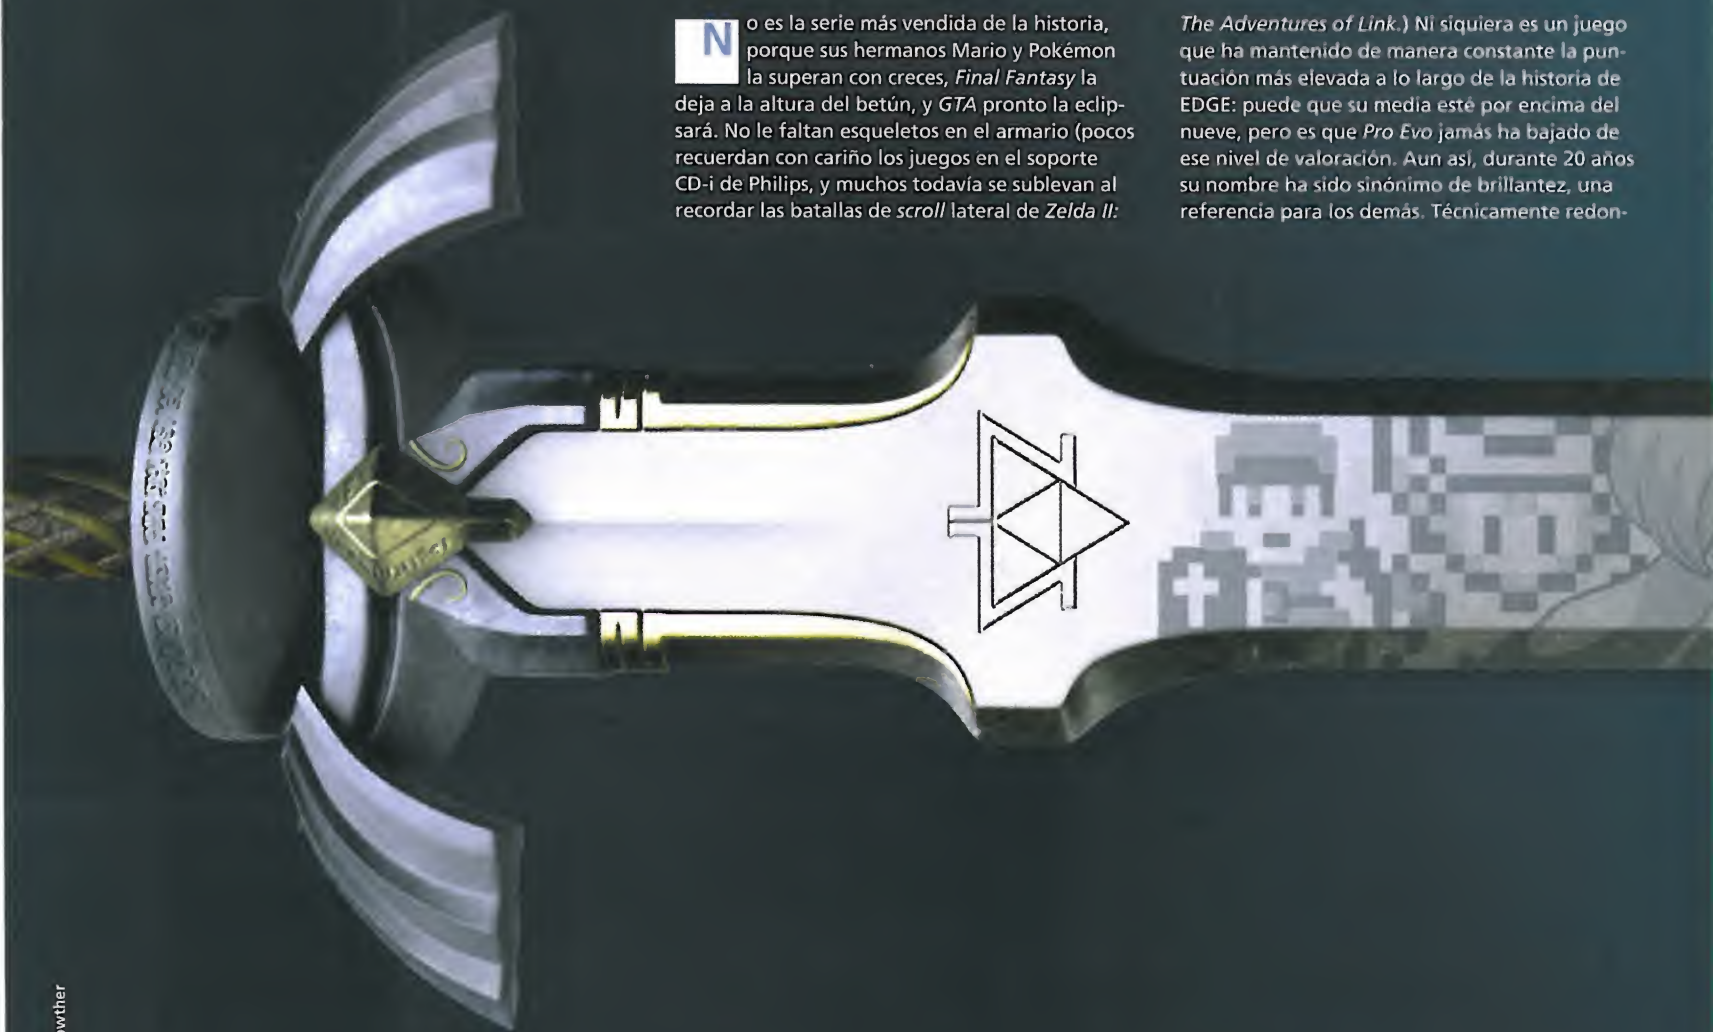 No es la serie más vendida de la historia,
porque sus hermanos Mario y Pokémon
la superan con creces, Final Fantasy la
deja a la altura del betún, y GTA pronto la eclip-
sará. No le faltan esqueletos en el armario (pocos
recuerdan con cariño los juegos en el soporte
CD-i de Philips, y muchos todavía se sublevan al
recordar las batallas de scroll lateral de Zelda II:
The Adventures of Link.) Ni siquiera es un juego
que ha mantenido de manera constante la pun-
tuación más elevada a lo largo de la historia de
EDGE: puede que su media esté por encima del
nueve, pero es que Pro Evo jamás ha bajado de
ese nivel de valoración. Aun así, durante 20 años
su nombre ha sido sinónimo de brillantez, una
referencia para los demás. Técnicamente redon-
wther